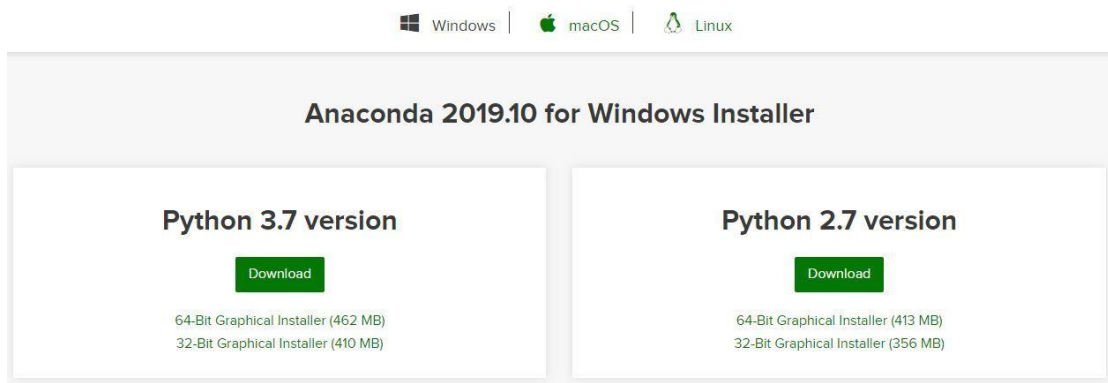 Windows | macOS | Linux
Anaconda 2019.10 for Windows Installer
Python 3.7 version
Download
64-Bit Graphical Installer (462 MB)
32-Bit Graphical Installer (410 MB)
Python 2.7 version
Download
64-Bit Graphical Installer (413 MB)
32-Bit Graphical Installer (356 MB)